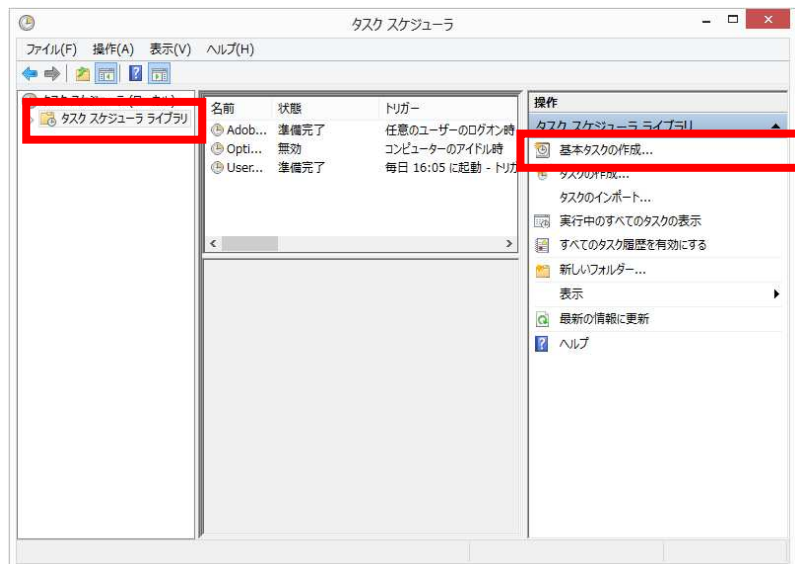 タスク スケジューラ
ファイル(F) 操作(A) 表示(V) ヘルプ(H)
タスク スケジューラ ライブラリ
名前 状態 トリガー
Adob... 準備完了 任意のユーザーのログオン時
Opti... 無効 コンピューターのアイドル時
User... 準備完了 毎日 16:05 に起動 - トリガ
操作
タスク スケジューラ ライブラリ
基本タスクの作成...
タスクの作成...
タスクのインポート...
実行中のすべてのタスクの表示
すべてのタスク履歴を有効にする
新しいフォルダー...
表示
最新の情報に更新
ヘルプ